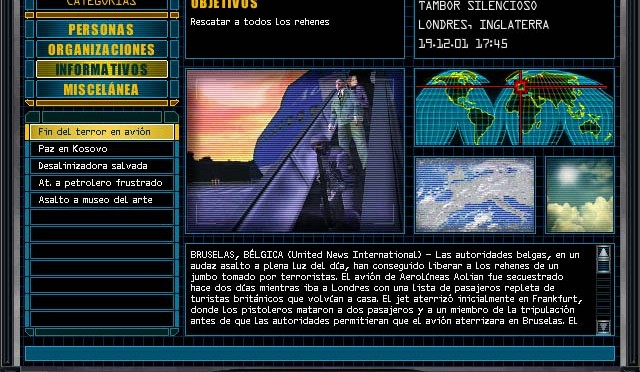 CATEGORÍAS
PERSONAS
ORGANIZACIONES
INFORMATIVOS
MISCELÁNEA
Fin del terror en avión
Paz en Kosovo
Desalinizadora salvada
At. a petrolero frustrado
Asalto a museo del arte
OBJETIVOS
Rescatar a todos los rehenes
TAMBOR SILENCIOSO
LONDRES, INGLATERRA
19.12.01 17:45
BRUSELAS, BÉLGICA (United News International) - Las autoridades belgas, en un
audaz asalto a plena luz del día, han conseguido liberar a los rehenes de un
jumbo tomado por terroristas. El avión de Aerolíneas Aolian fue secuestrado
hace dos días mientras iba a Londres con una lista de pasajeros repleta de
turistas británicos que volvían a casa. El jet aterrizó inicialmente en Frankfurt,
donde los pistoleros mataron a dos pasajeros y a un miembro de la tripulación
antes de que las autoridades permitieran que el avión aterrizara en Bruselas. El